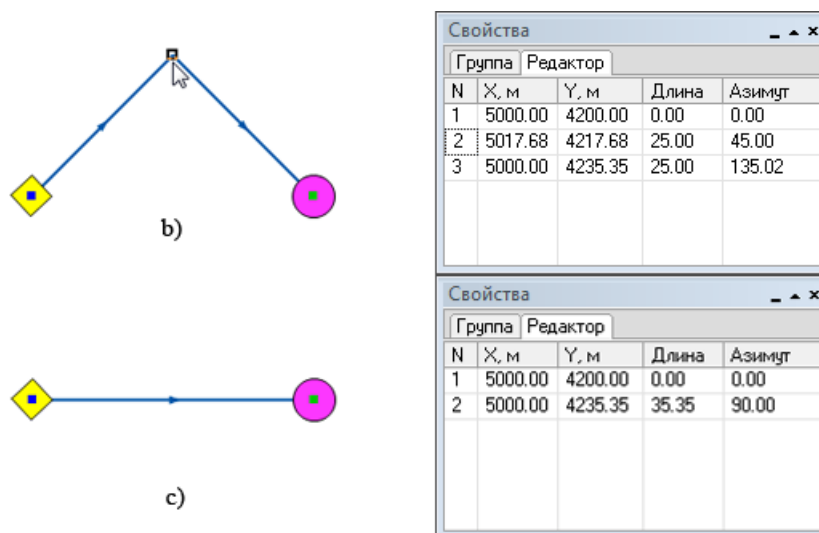 Свойства
Группа Редактор
N X, м Y, м Длина Азимут
1 5000.00 4200.00 0.00 0.00
2 5017.68 4217.68 25.00 45.00
3 5000.00 4235.35 25.00 135.02
b)
Свойства
Группа Редактор
N X, м Y, м Длина Азимут
1 5000.00 4200.00 0.00 0.00
2 5000.00 4235.35 35.35 90.00
c)